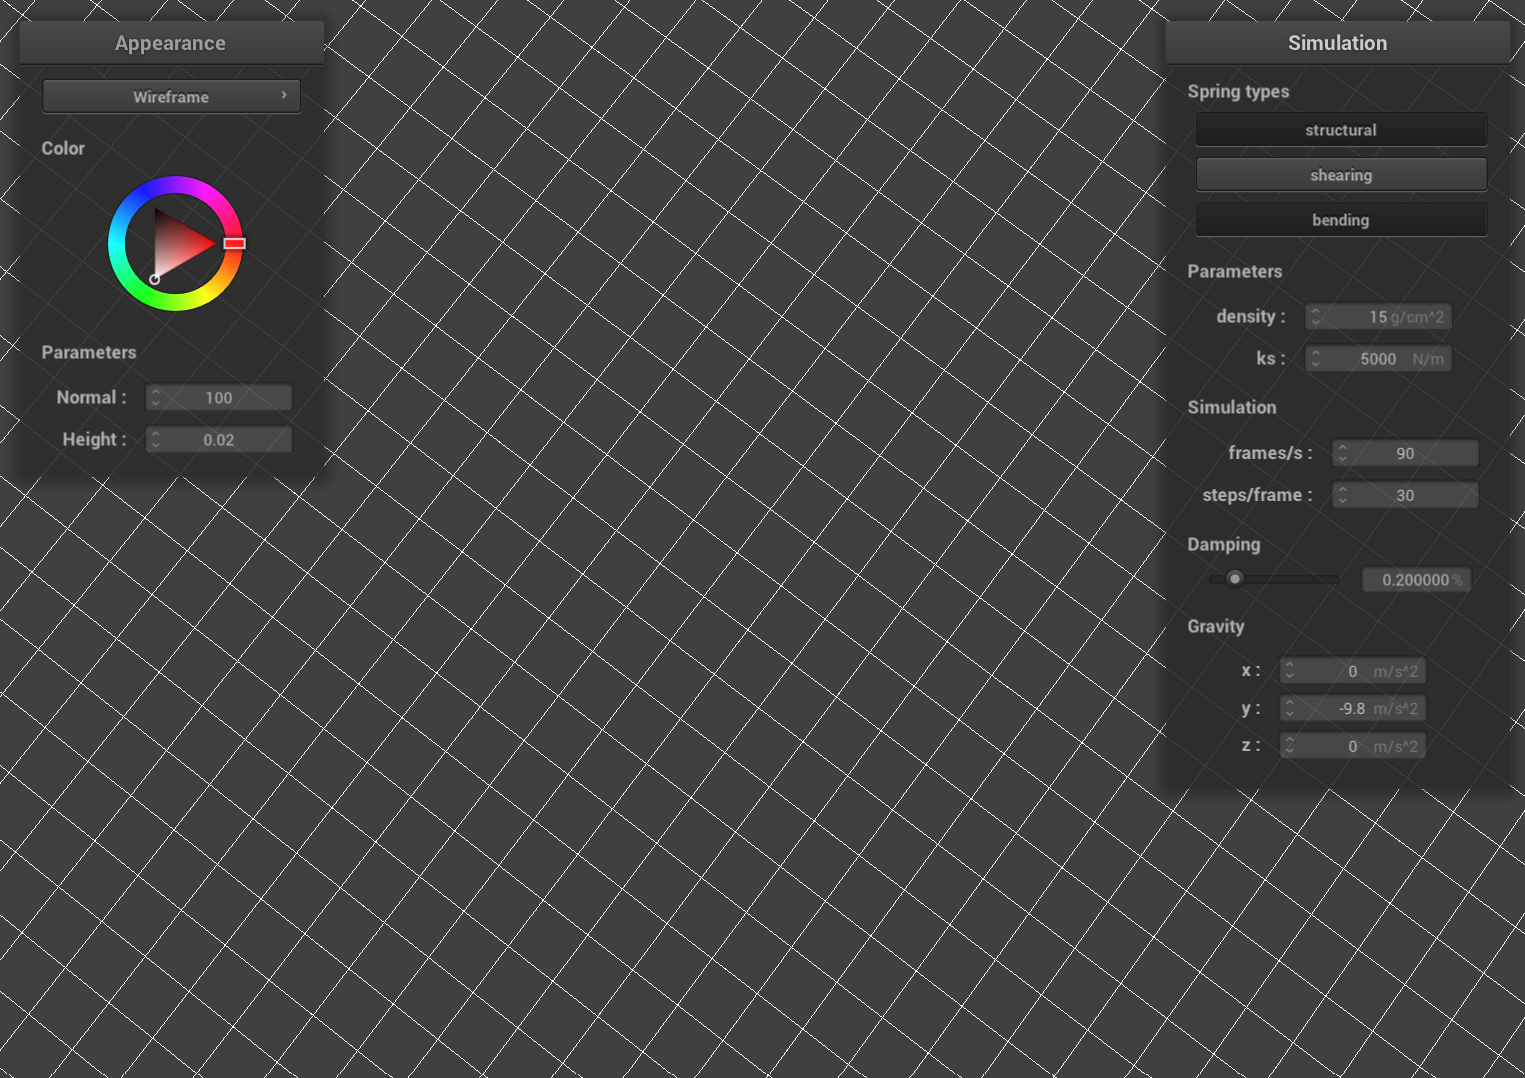 Appearance
Wireframe ›
Color
Parameters
Normal : 100
Height : 0.02
Simulation
Spring types
structural
shearing
bending
Parameters
density : 15 g/cm^2
ks : 5000 N/m
Simulation
frames/s : 90
steps/frame : 30
Damping
0.200000 %
Gravity
x : 0 m/s^2
y : -9.8 m/s^2
z : 0 m/s^2